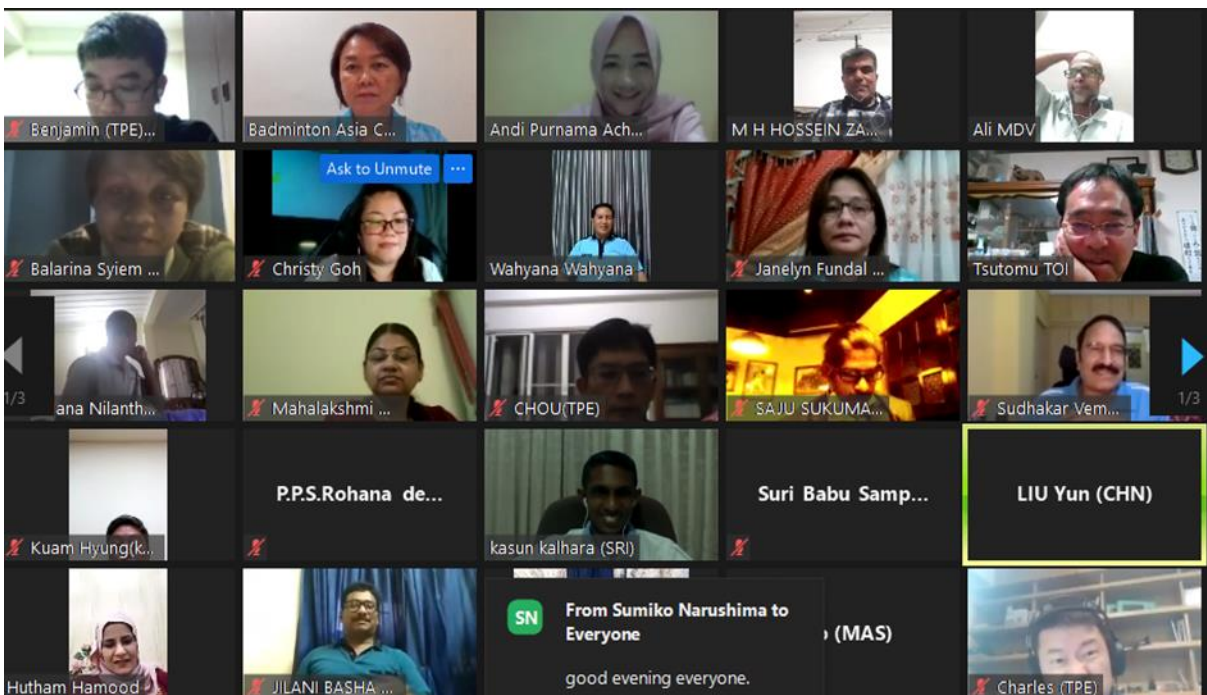 Benjamin (TPE)...
Badminton Asia C...
Andi Purnama Ach...
M H HOSSEIN ZA...
Ali MDV
Balarina Syiem ...
Ask to Unmute ...
Christy Goh
Wahyana Wahyana
Janelyn Fundal ...
Tsutomu TOI
1/3
ana Nilanth...
Mahalakshmi ...
CHOU(TPE)
SAJU SUKUMA...
Sudhakar Vem...
1/3
Kuam Hyung(k...
P.P.S.Rohana de...
kasun kalhara (SRI)
Suri Babu Samp...
LIU Yun (CHN)
Hutham Hamood
JILANI BASHA ...
SN
From Sumiko Narushima to
Everyone
good evening everyone.
(MAS)
Charles (TPE)